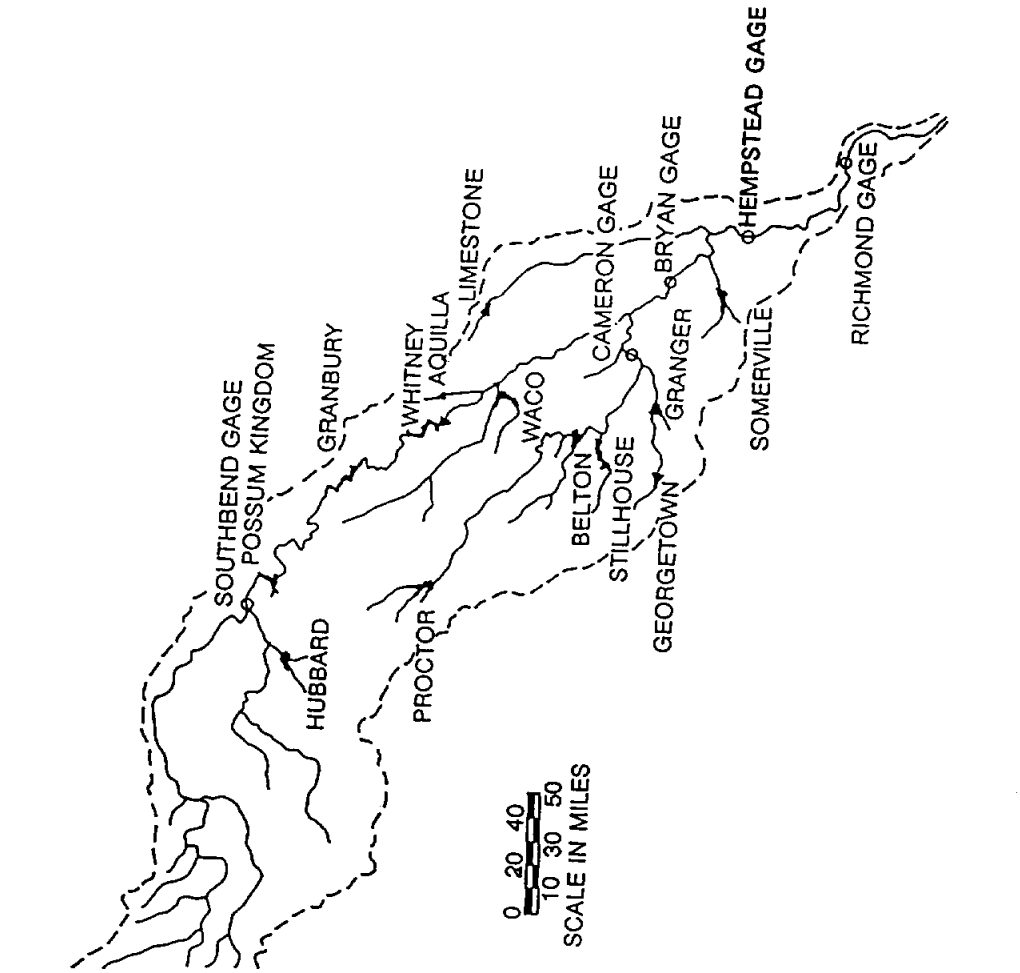 SOUTHBEND GAGE
POSSUM KINGDOM
GRANBURY
WHITNEY
AQUILLA
LIMESTONE
CAMERON GAGE
BRYAN GAGE
HEMPSTEAD GAGE
HUBBARD
PROCTOR
WACO
BELTON
STILLHOUSE
GEORGETOWN
GRANGER
SOMERVILLE
RICHMOND GAGE
0 20 40
10 30 50
SCALE IN MILES